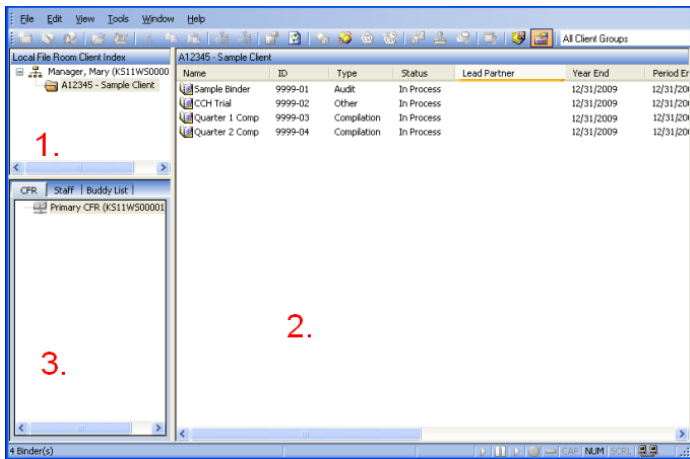 File Edit View Tools Window Help
All Client Groups
Local File Room Client Index
Manager, Mary (KS11WS0000
A12345 - Sample Client
1.
CFR Staff Buddy List
Primary CFR (KS11WS00001
3.
A12345 - Sample Client
Name ID Type Status Lead Partner Year End Period Er
Sample Binder 9999-01 Audit In Process 12/31/2009 12/31/20
CCH Trial 9999-02 Other In Process 12/31/2009 12/31/20
Quarter 1 Comp 9999-03 Compilation In Process 12/31/2009 12/31/20
Quarter 2 Comp 9999-04 Compilation In Process 12/31/2009 12/31/20
2.
4 Binder(s) CAP NUM SCRL